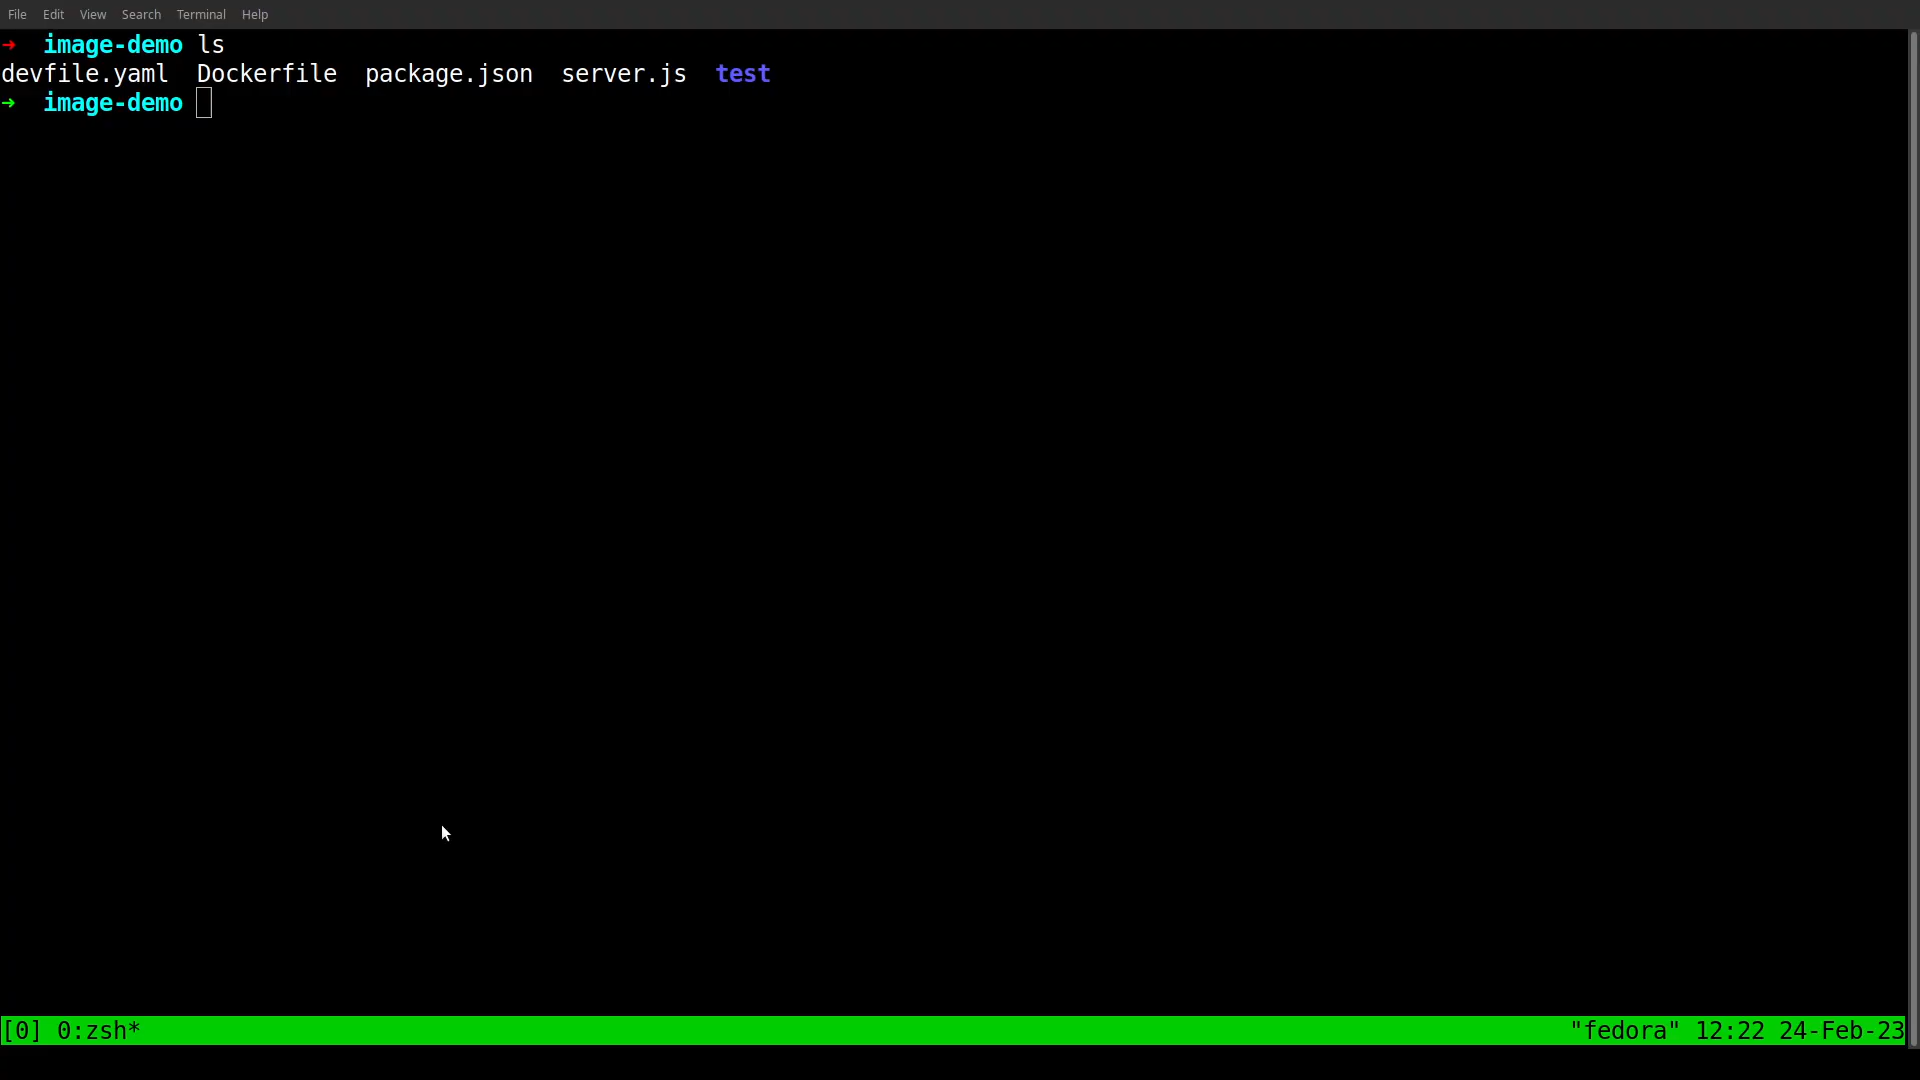 File Edit View Search Terminal Help
➜  image-demo ls
devfile.yaml  Dockerfile  package.json  server.js  test
➜  image-demo
[0] 0:zsh* "fedora" 12:22 24-Feb-23